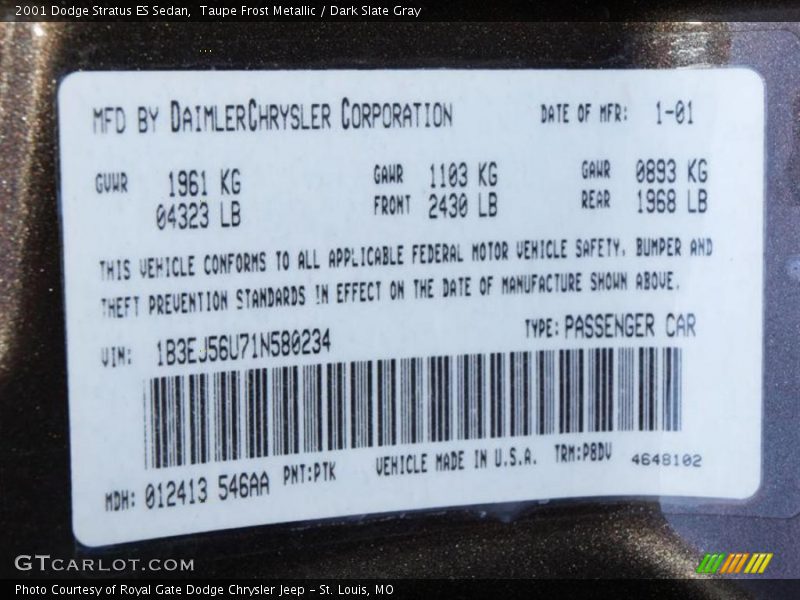 2001 Dodge Stratus ES Sedan,  Taupe Frost Metallic / Dark Slate Gray
MFD BY DAIMLERCHRYSLER CORPORATION DATE OF MFR: 1-01
GVWR 1961 KG GAWR 1103 KG GAWR 0893 KG
04323 LB FRONT 2430 LB REAR 1968 LB
THIS VEHICLE CONFORMS TO ALL APPLICABLE FEDERAL MOTOR VEHICLE SAFETY, BUMPER AND
THEFT PREVENTION STANDARDS IN EFFECT ON THE DATE OF MANUFACTURE SHOWN ABOVE.
VIN: 1B3EJ56U71N580234 TYPE: PASSENGER CAR
MDH: 012413 546AA PNT:PTK VEHICLE MADE IN U.S.A. TRM:P8DV 4648102
GTCARLOT.COM
Photo Courtesy of Royal Gate Dodge Chrysler Jeep – St. Louis, MO